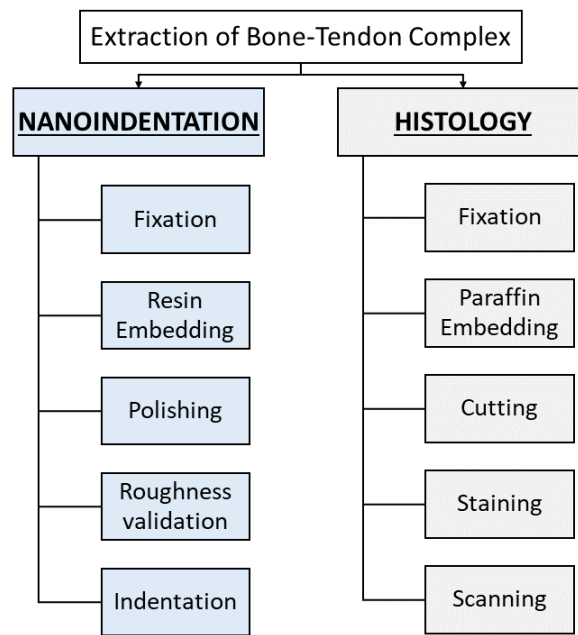 Extraction of Bone-Tendon Complex
NANOINDENTATION
Fixation
Resin
Embedding
Polishing
Roughness
validation
Indentation
HISTOLOGY
Fixation
Paraffin
Embedding
Cutting
Staining
Scanning